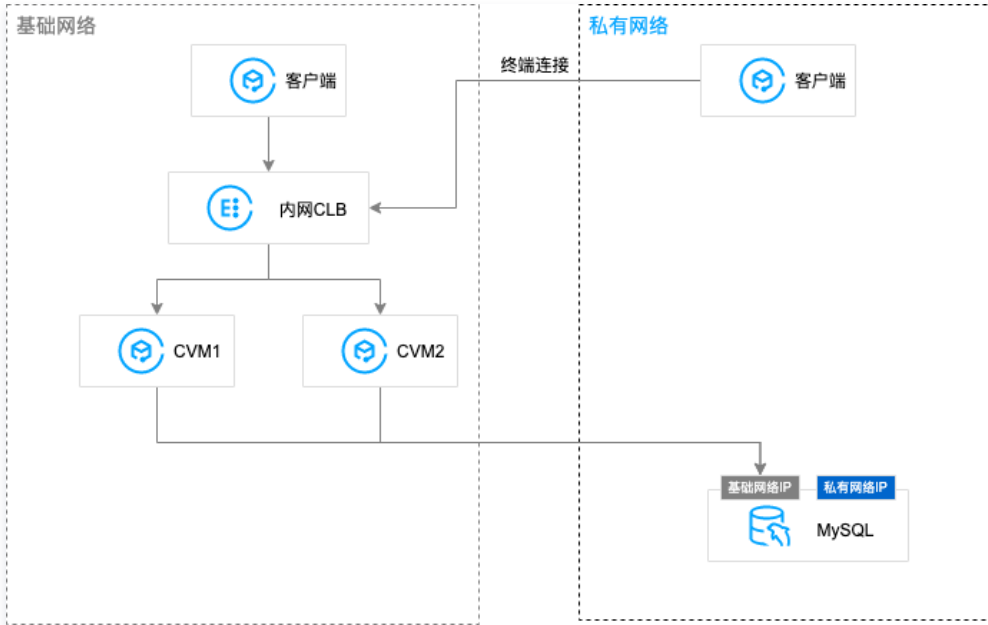 基础网络
私有网络
客户端
终端连接
客户端
内网CLB
CVM1
CVM2
基础网络IP
私有网络IP
MySQL